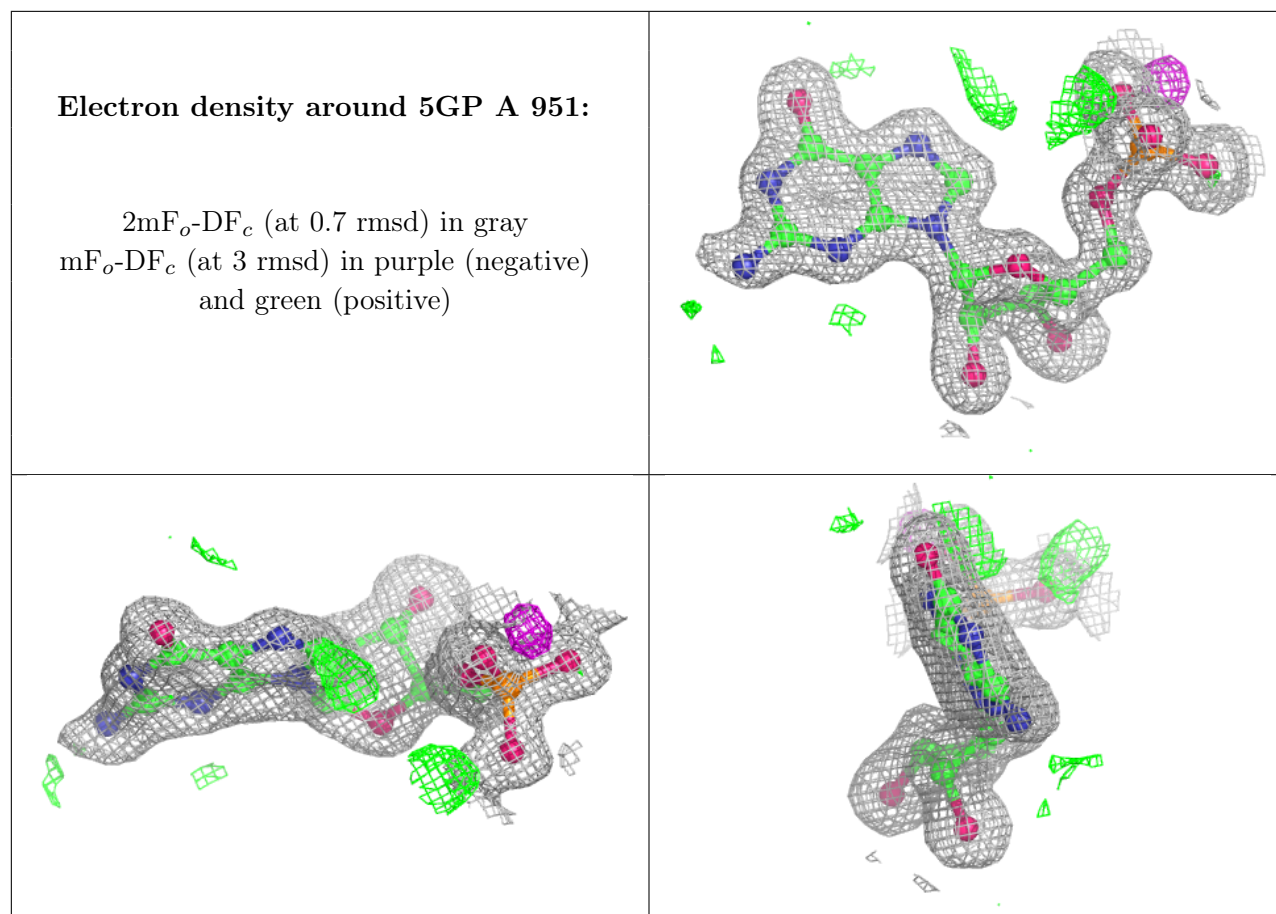 Electron density around 5GP A 951:
2mFo-DFc (at 0.7 rmsd) in gray
mFo-DFc (at 3 rmsd) in purple (negative)
and green (positive)